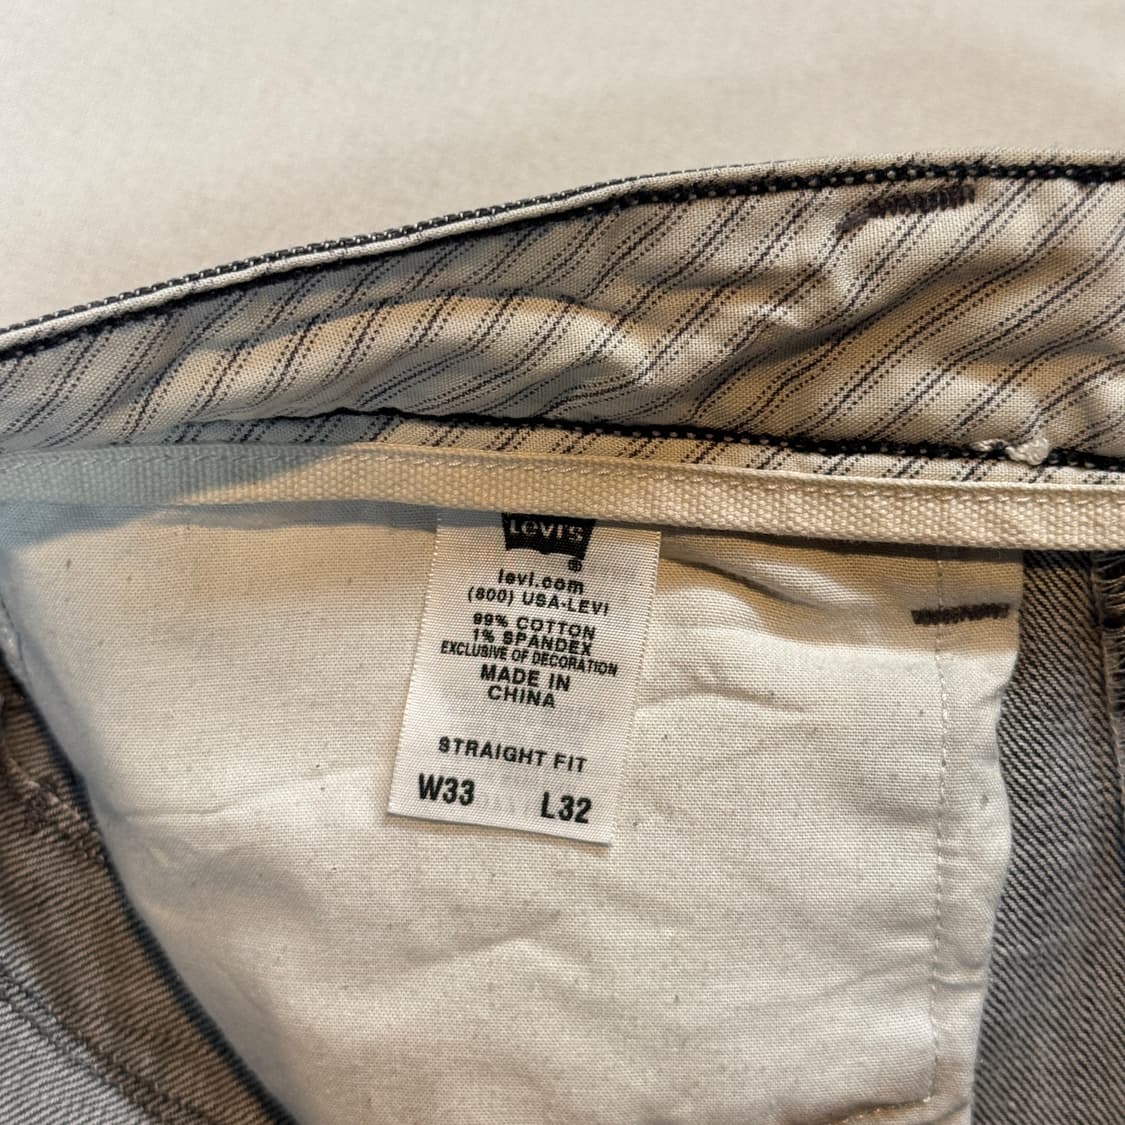 Levi's
®
levi.com
(800) USA-LEVI
99% COTTON
1% SPANDEX
EXCLUSIVE OF DECORATION
MADE IN
CHINA
STRAIGHT FIT
W33 L32